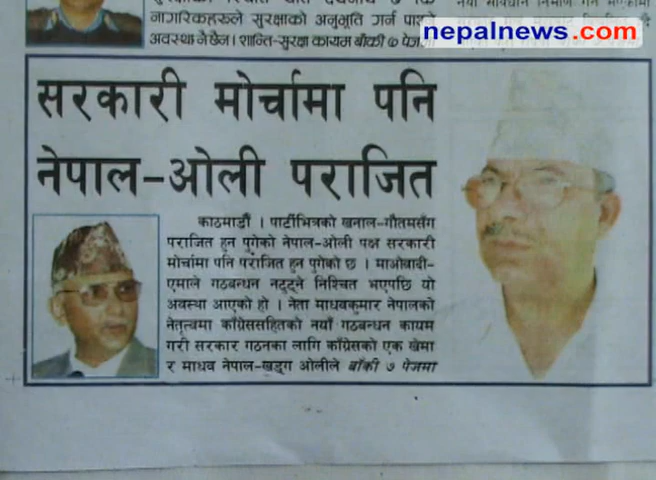 नागरिकहरूले सुरक्षाको अनुभूति गर्न
अवस्था नैछैन। शान्ति-सुरक्षा कायम बाँकी ७ पेजमा
nepalnews.com
सरकारी मोर्चामा पनि
नेपाल-ओली पराजित
काठमाडौं । पार्टीभित्रको खनाल-गौतमसँग
पराजित हुन पुगेको नेपाल-ओली पक्ष सरकारी
मोर्चामा पनि पराजित हुन पुगेको छ । माओवादी-
एमाले गठबन्धन नटुट्ने निश्चित भएपछि यो
अवस्था आएको हो । नेता माधवकुमार नेपालको
नेतृत्वमा काँग्रेससहितको नयाँ गठबन्धन कायम
गरी सरकार गठनका लागि काँग्रेसको एक खेमा
र माधव नेपाल-खड्ग ओलीले बाँकी ७ पेजमा